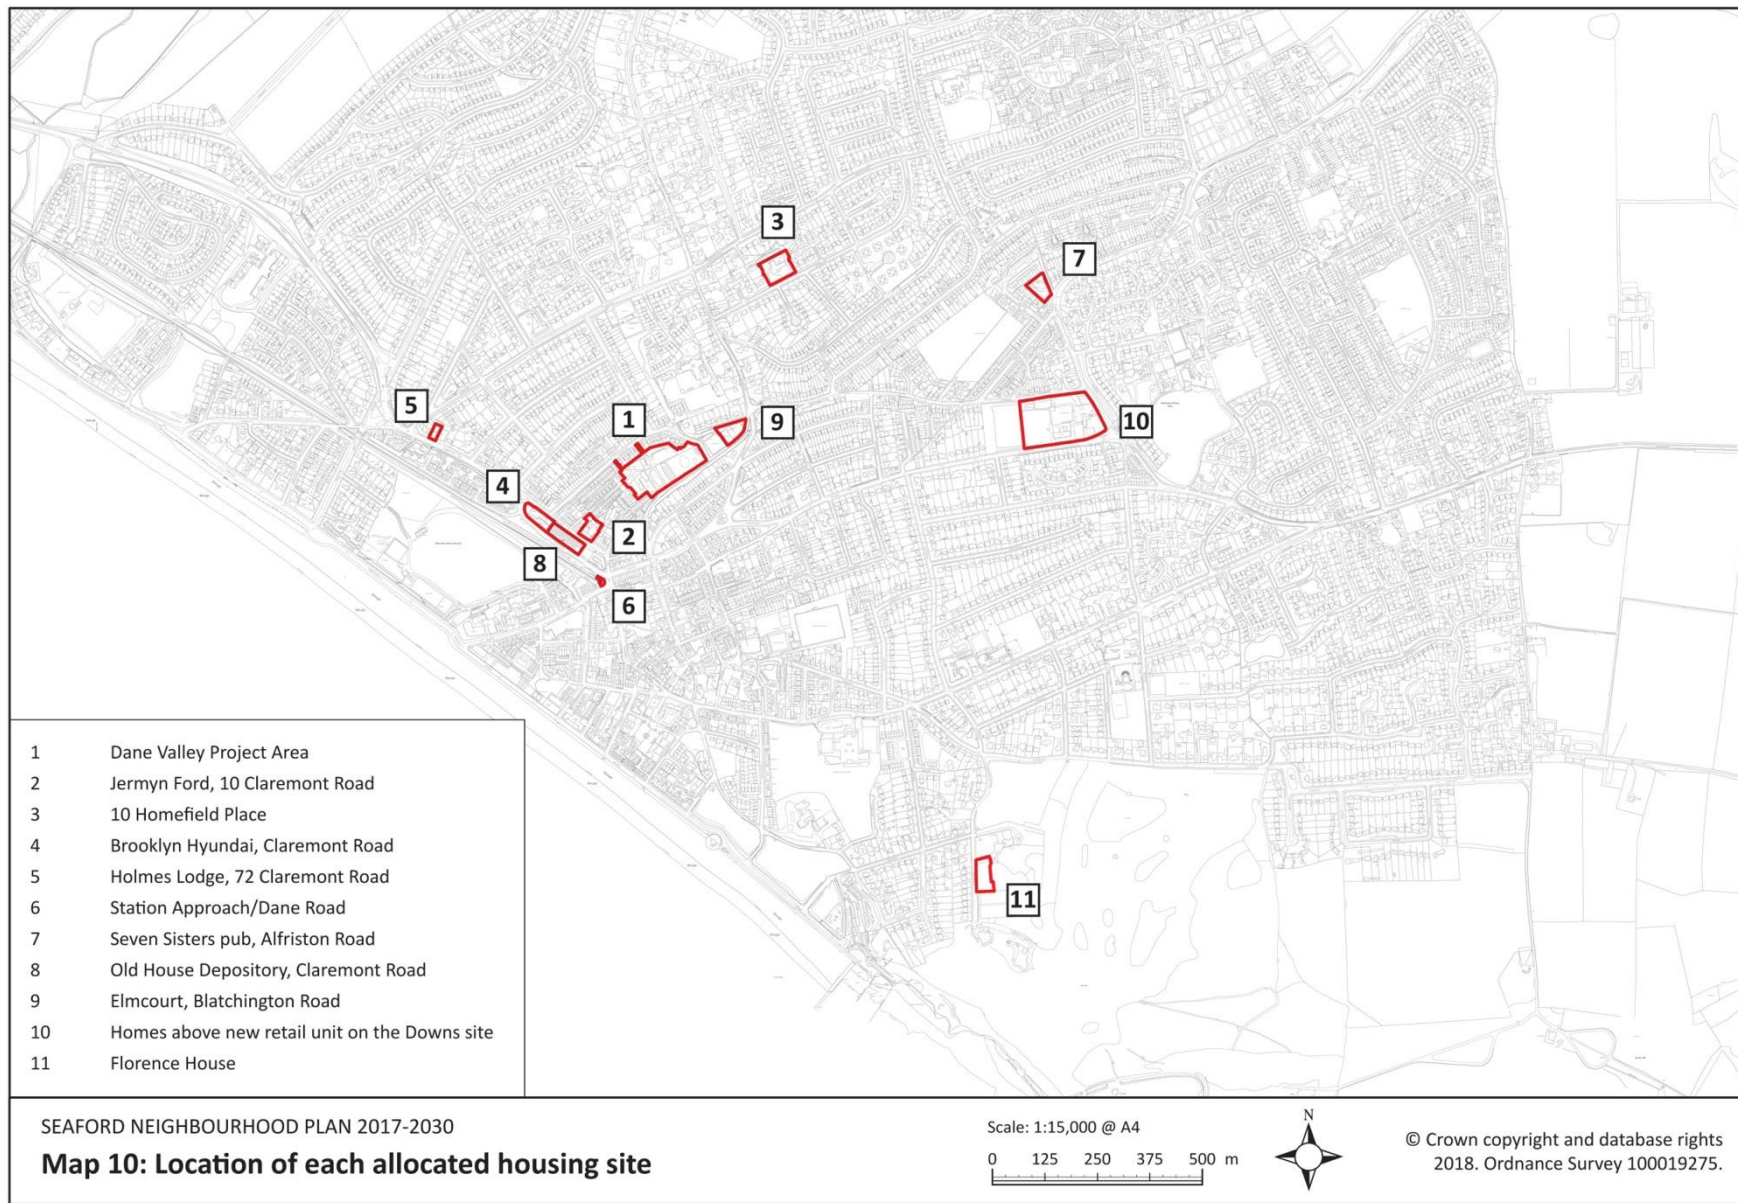 3
7
5
1
9
10
4
2
8
6
11
1 Dane Valley Project Area
2 Jermyn Ford, 10 Claremont Road
3 10 Homefield Place
4 Brooklyn Hyundai, Claremont Road
5 Holmes Lodge, 72 Claremont Road
6 Station Approach/Dane Road
7 Seven Sisters pub, Alfriston Road
8 Old House Depository, Claremont Road
9 Elmcourt, Blatchington Road
10 Homes above new retail unit on the Downs site
11 Florence House
SEAFORD NEIGHBOURHOOD PLAN 2017-2030
Map 10: Location of each allocated housing site
Scale: 1:15,000 @ A4
0 125 250 375 500 m
N
© Crown copyright and database rights
2018. Ordnance Survey 100019275.